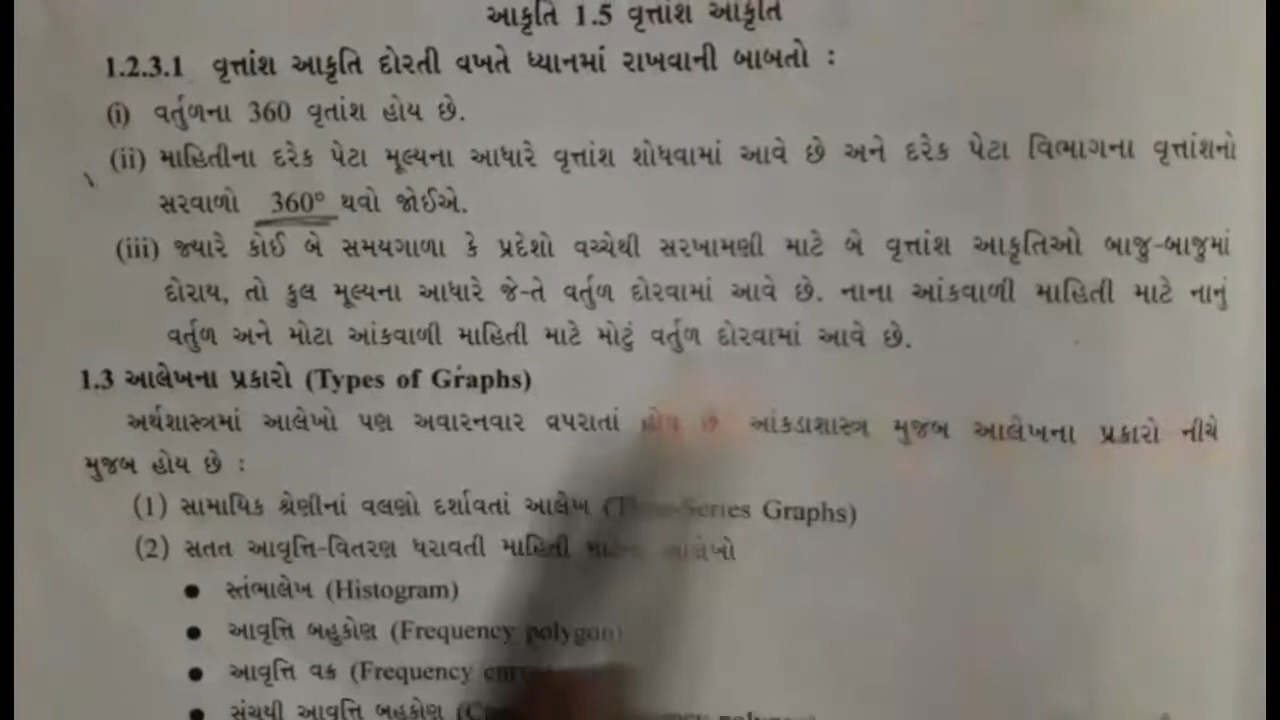 આકૃતિ 1.5 વૃત્તાંશ આકૃતિ
1.2.3.1 વૃત્તાંશ આકૃતિ દોરતી વખતે ધ્યાનમાં રાખવાની બાબતો :
(i) વર્તુળના 360 વૃતાંશ હોય છે.
(ii) માહિતીના દરેક પેટા મૂલ્યના આધારે વૃત્તાંશ શોધવામાં આવે છે અને દરેક પેટા વિભાગના વૃત્તાંશનો
સરવાળો 360° થવો જોઈએ.
(iii) જ્યારે કોઈ બે સમયગાળા કે પ્રદેશો વચ્ચેથી સરખામણી માટે બે વૃત્તાંશ આકૃતિઓ બાજુ-બાજુમાં
દોરાય, તો કુલ મૂલ્યના આધારે જે-તે વર્તુળ દોરવામાં આવે છે. નાના આંકવાળી માહિતી માટે નાનું
વર્તુળ અને મોટા આંકવાળી માહિતી માટે મોટું વર્તુળ દોરવામાં આવે છે.
1.3 આલેખના પ્રકારો (Types of Graphs)
અર્થશાસ્ત્રમાં આલેખો પણ અવારનવાર વપરાતાં હોય છે આંકડાશાસ્ત્ર મુજબ આલેખના પ્રકારો નીચે
મુજબ હોય છે :
(1) સામાયિક શ્રેણીનાં વલણો દર્શાવતાં આલેખ Series Graphs)
(2) સતત આવૃત્તિ-વિતરણ ધરાવતી માહિતી
• સ્તંભાલેખ (Histogram)
• આવૃત્તિ બહુકોણ (Frequency polygon)
• આવૃત્તિ વક્ર (Frequency
• સંચયી આવૃત્તિ બહુકોણ